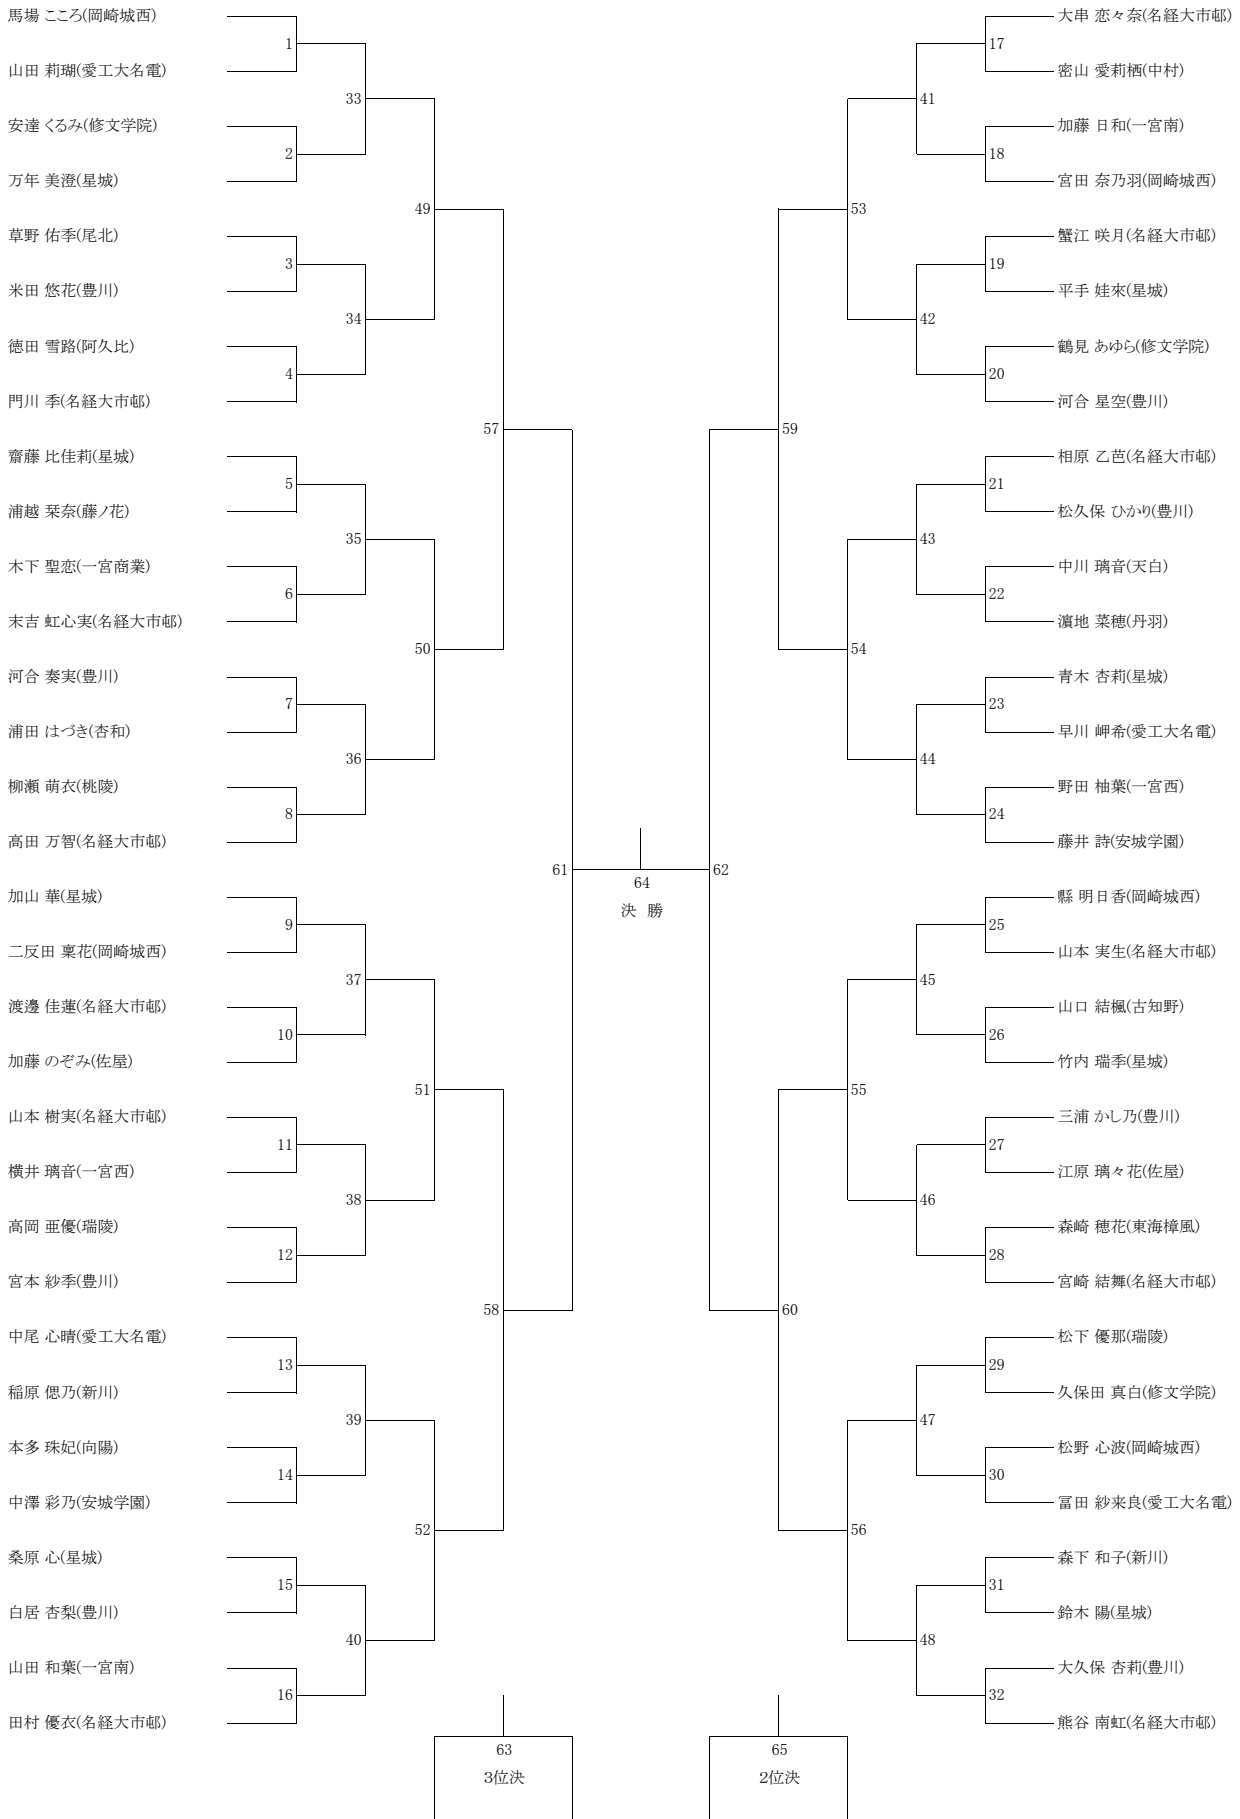 馬場 こころ(岡崎城西)
1
山田 莉瑚(愛工大名電)
33
安達 くるみ(修文学院)
2
万年 美澄(星城)
49
草野 佑季(尾北)
3
米田 悠花(豊川)
34
徳田 雪路(阿久比)
4
門川 季(名経大市邨)
57
齋藤 比佳莉(星城)
5
浦越 栞奈(藤ノ花)
35
木下 聖恋(一宮商業)
6
末吉 虹心実(名経大市邨)
50
河合 奏実(豊川)
7
浦田 はづき(杏和)
36
柳瀬 萌衣(桃陵)
8
高田 万智(名経大市邨)
61
加山 華(星城)
9
二反田 稟花(岡崎城西)
37
渡邊 佳蓮(名経大市邨)
10
加藤 のぞみ(佐屋)
51
山本 樹実(名経大市邨)
11
横井 璃音(一宮西)
38
高岡 亜優(瑞陵)
12
宮本 紗季(豊川)
58
中尾 心晴(愛工大名電)
13
稲原 偲乃(新川)
39
本多 珠妃(向陽)
14
中澤 彩乃(安城学園)
52
桑原 心(星城)
15
白居 杏梨(豊川)
40
山田 和葉(一宮南)
16
田村 優衣(名経大市邨)
64
決 勝
63
3位決
大串 恋々奈(名経大市邨)
17
密山 愛莉栖(中村)
41
加藤 日和(一宮南)
18
宮田 奈乃羽(岡崎城西)
53
蟹江 咲月(名経大市邨)
19
平手 娃來(星城)
42
鶴見 あゆら(修文学院)
20
河合 星空(豊川)
59
相原 乙芭(名経大市邨)
21
松久保 ひかり(豊川)
43
中川 璃音(天白)
22
濵地 菜穂(丹羽)
54
青木 杏莉(星城)
23
早川 岬希(愛工大名電)
44
野田 柚葉(一宮西)
24
藤井 詩(安城学園)
62
縣 明日香(岡崎城西)
25
山本 実生(名経大市邨)
45
山口 結楓(古知野)
26
竹内 瑞季(星城)
55
三浦 かし乃(豊川)
27
江原 璃々花(佐屋)
46
森崎 穂花(東海樟風)
28
宮崎 結舞(名経大市邨)
60
松下 優那(瑞陵)
29
久保田 真白(修文学院)
47
松野 心波(岡崎城西)
30
冨田 紗来良(愛工大名電)
56
森下 和子(新川)
31
鈴木 陽(星城)
48
大久保 杏莉(豊川)
32
熊谷 南虹(名経大市邨)
65
2位決